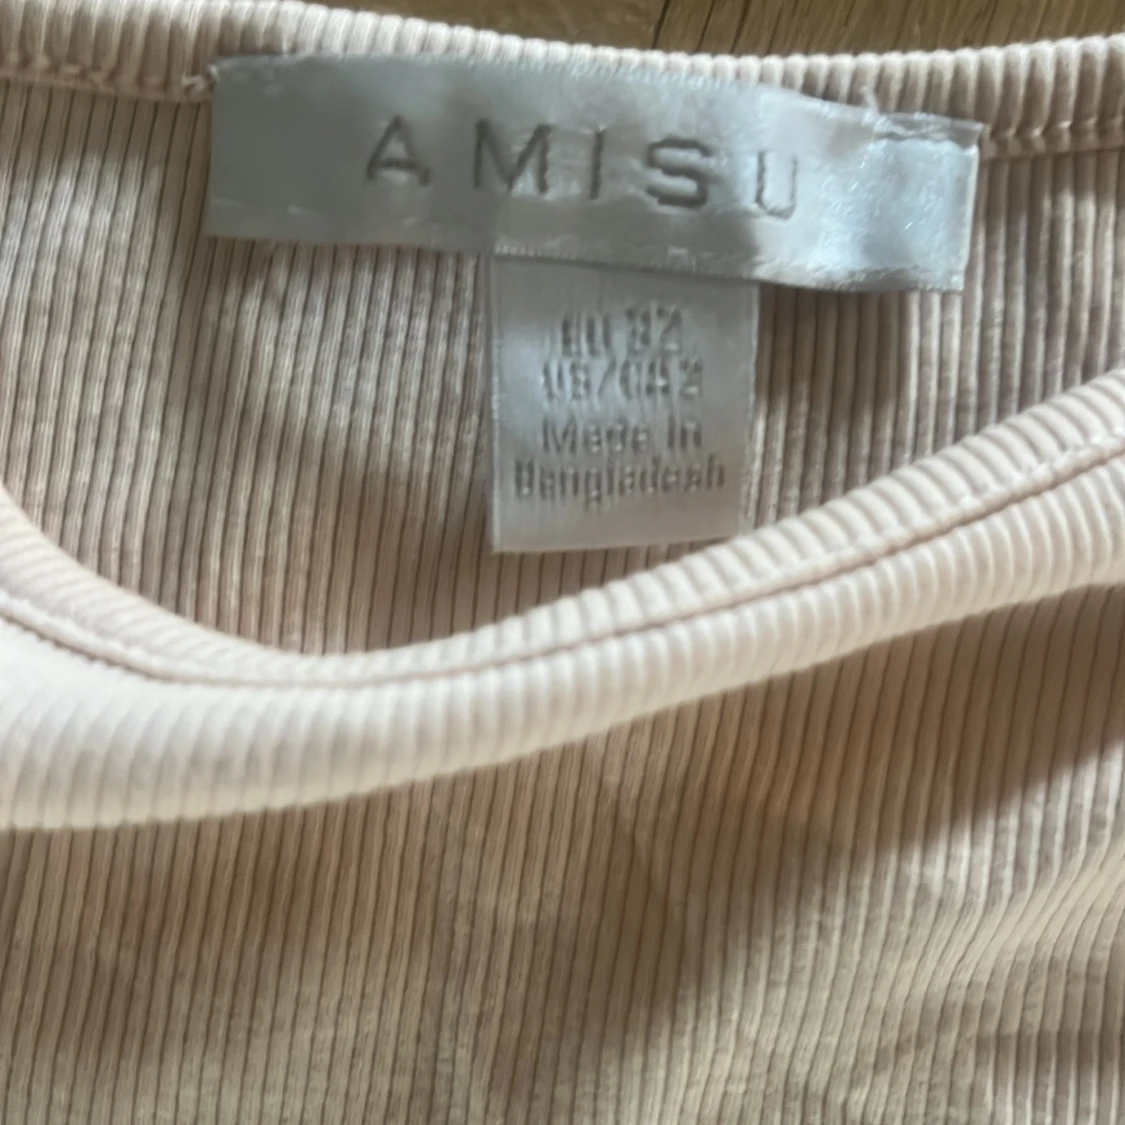 AMISU
EU 32
US/CA 2
Made in
Bangladesh